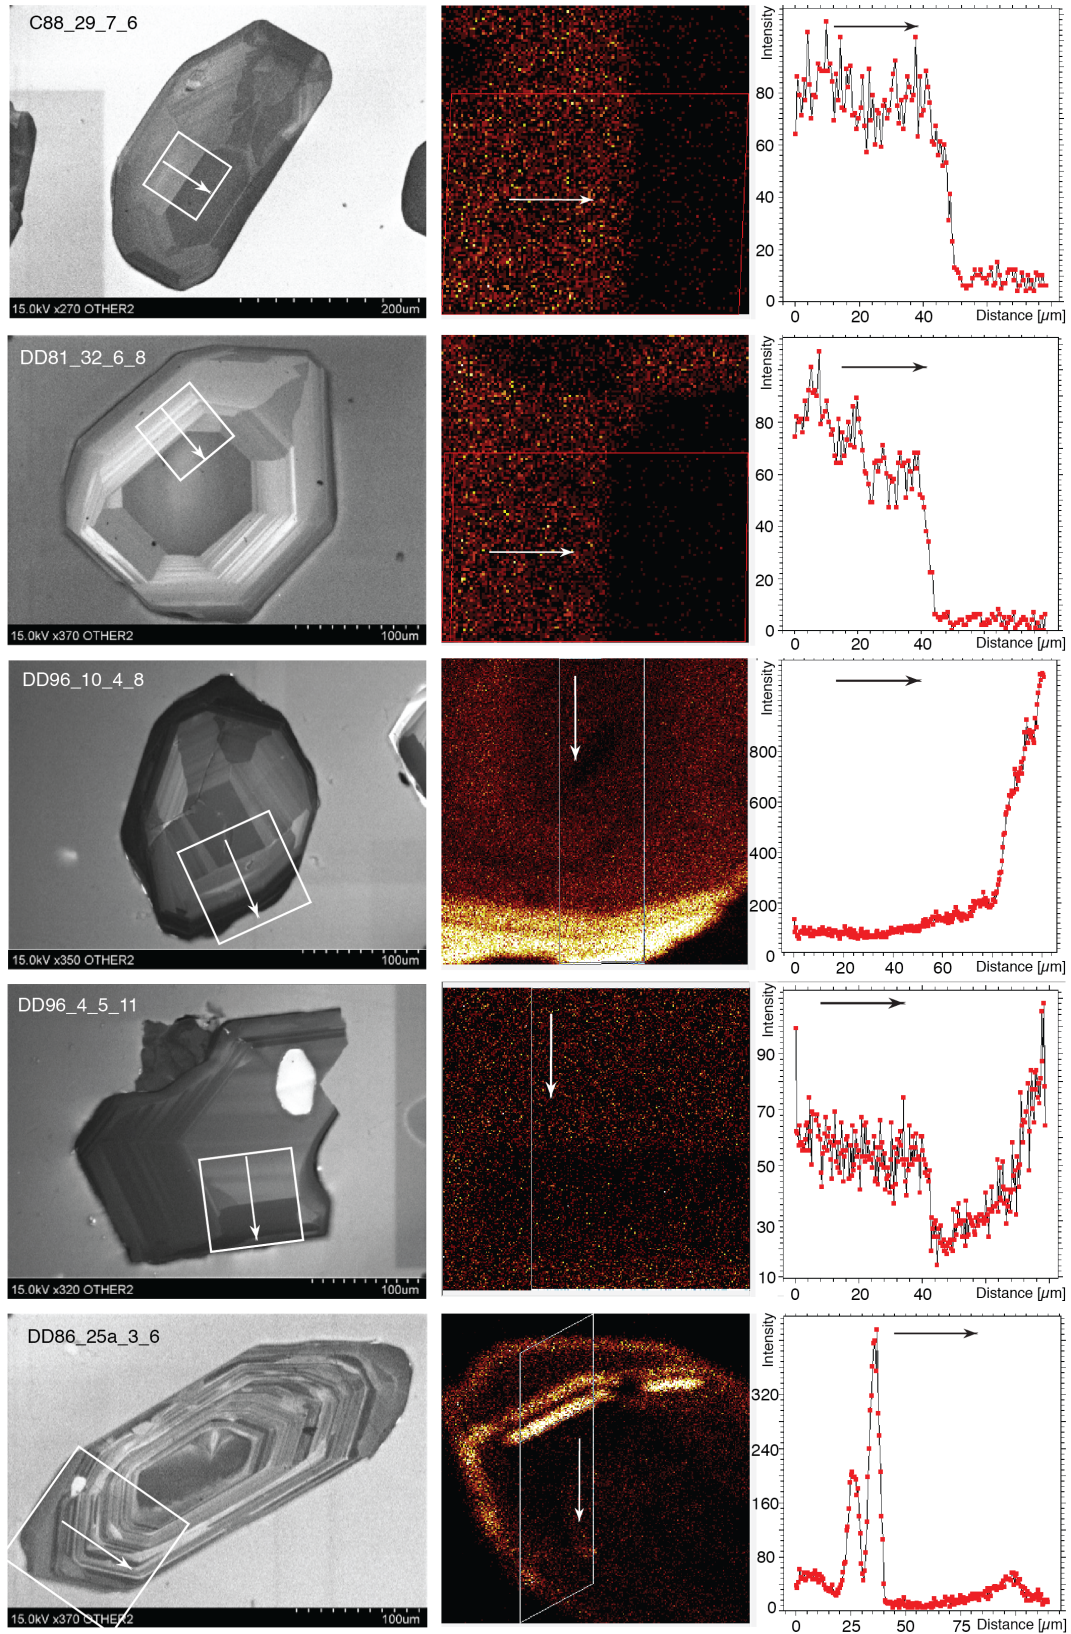 C88_29_7_6
15.0kV x270 OTHER2
200um
Intensity
80
60
40
20
0
0
20
40
Distance [µm]
DD81_32_6_8
15.0kV x370 OTHER2
100um
Intensity
80
60
40
20
0
0
20
40
Distance [µm]
DD96_10_4_8
15.0kV x350 OTHER2
100um
Intensity
800
600
400
200
0
0
20
40
60
Distance [µm]
DD96_4_5_11
15.0kV x320 OTHER2
100um
Intensity
90
70
50
30
10
0
20
40
Distance [µm]
DD86_25a_3_6
15.0kV x370 OTHER2
100um
Intensity
320
240
160
80
0
0
25
50
75
Distance [µm]